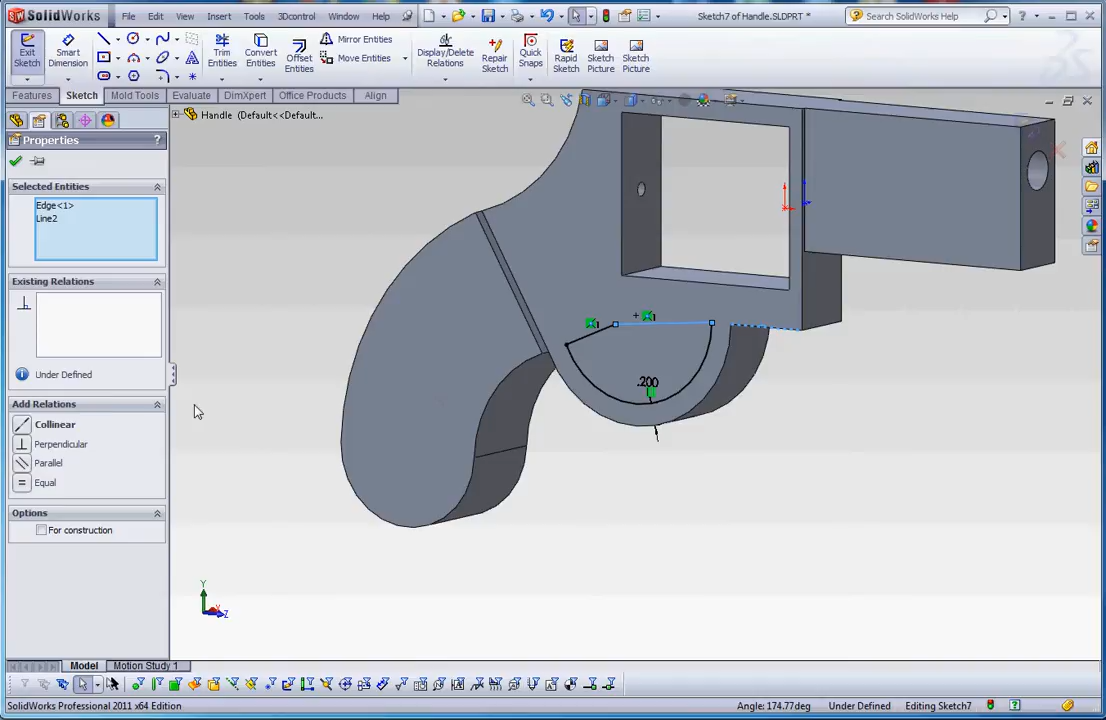 SolidWorks
File
Edit
View
Insert
Tools
3Dcontrol
Window
Help
Sketch7 of Handle.SLDPRT *
Search SolidWorks Help
Exit Sketch
Smart Dimension
Trim Entities
Convert Entities
Offset Entities
Mirror Entities
Move Entities
Display/Delete Relations
Repair Sketch
Quick Snaps
Rapid Sketch
Sketch Picture
Sketch Picture
Features
Sketch
Mold Tools
Evaluate
DimXpert
Office Products
Align
Handle (Default<<Default...
Properties
?
Selected Entities
Edge<1>
Line2
Existing Relations
Under Defined
Add Relations
Collinear
Perpendicular
Parallel
Equal
Options
For construction
.200
Y
Z
Model
Motion Study 1
SolidWorks Professional 2011 x64 Edition
Angle: 174.77deg
Under Defined
Editing Sketch7